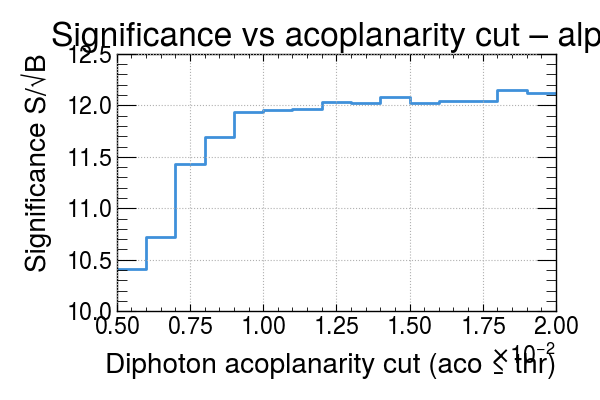 Significance vs acoplanarity cut – alp
Significance S/√B
12.5
12.0
11.5
11.0
10.5
10.0
0.50 0.75 1.00 1.25 1.50 1.75 2.00
×10⁻²
Diphoton acoplanarity cut (aco ≤ thr)